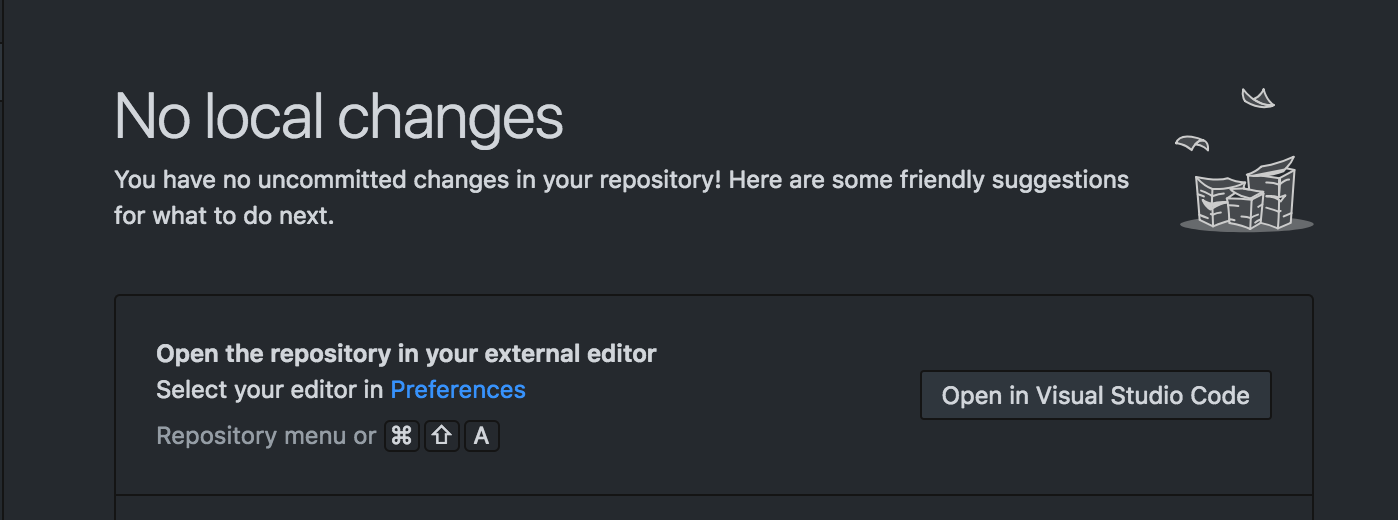 No local changes
You have no uncommitted changes in your repository! Here are some friendly suggestions
for what to do next.
Open the repository in your external editor
Select your editor in Preferences
Open in Visual Studio Code
Repository menu or ⌘ ⇧ A